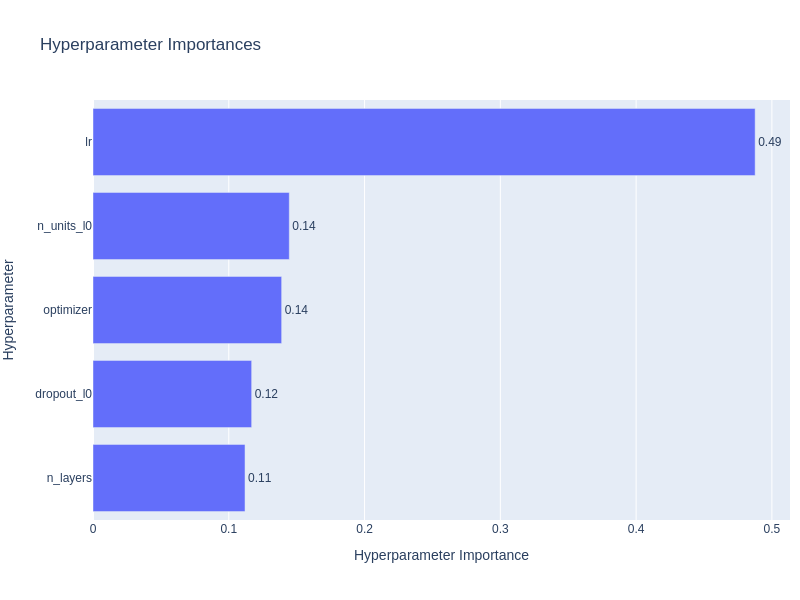 Hyperparameter Importances
lr
0.49
n_units_l0
0.14
optimizer
0.14
dropout_l0
0.12
n_layers
0.11
Hyperparameter
0 0.1 0.2 0.3 0.4 0.5
Hyperparameter Importance